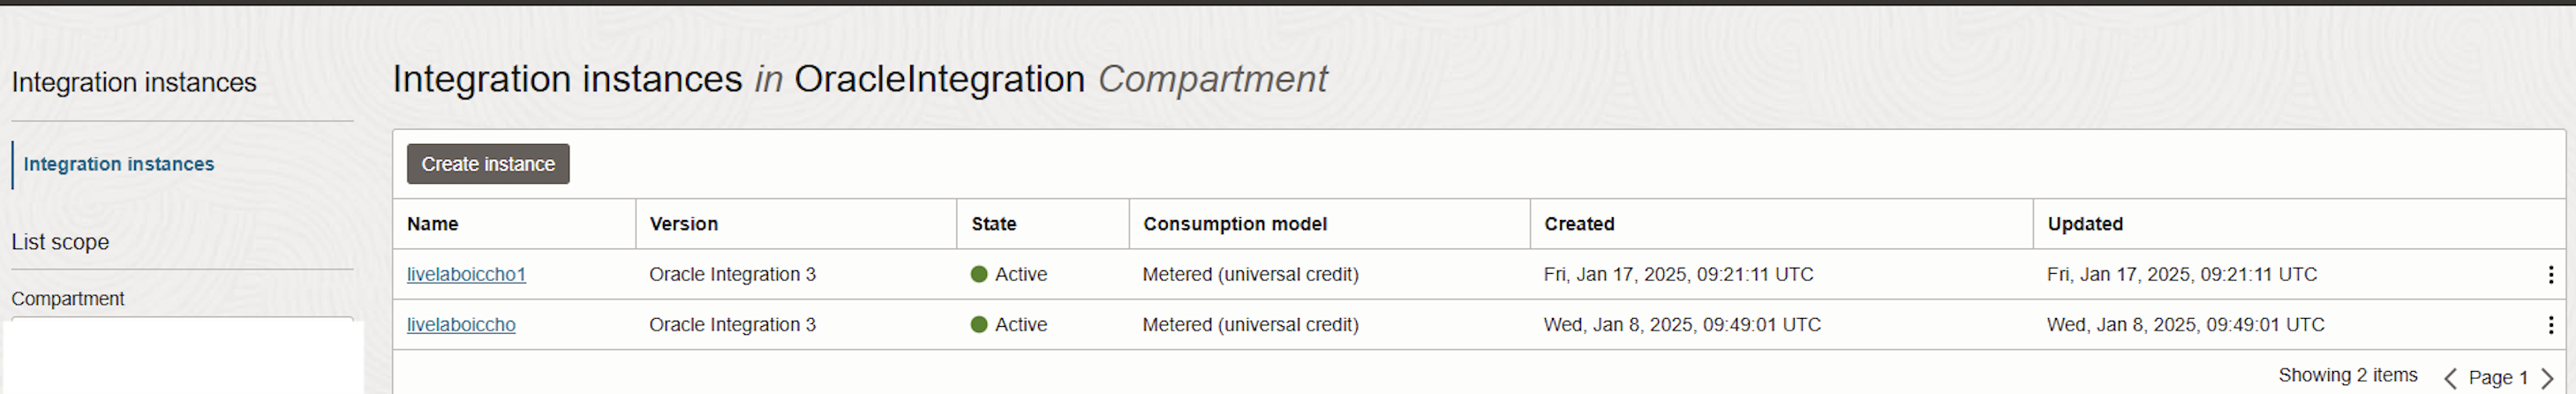 Integration instances
Integration instances
List scope
Compartment
Integration instances in OracleIntegration Compartment
Create instance
Name Version State Consumption model Created Updated
livelaboiccho1 Oracle Integration 3 Active Metered (universal credit) Fri, Jan 17, 2025, 09:21:11 UTC Fri, Jan 17, 2025, 09:21:11 UTC
livelaboiccho Oracle Integration 3 Active Metered (universal credit) Wed, Jan 8, 2025, 09:49:01 UTC Wed, Jan 8, 2025, 09:49:01 UTC
Showing 2 items Page 1